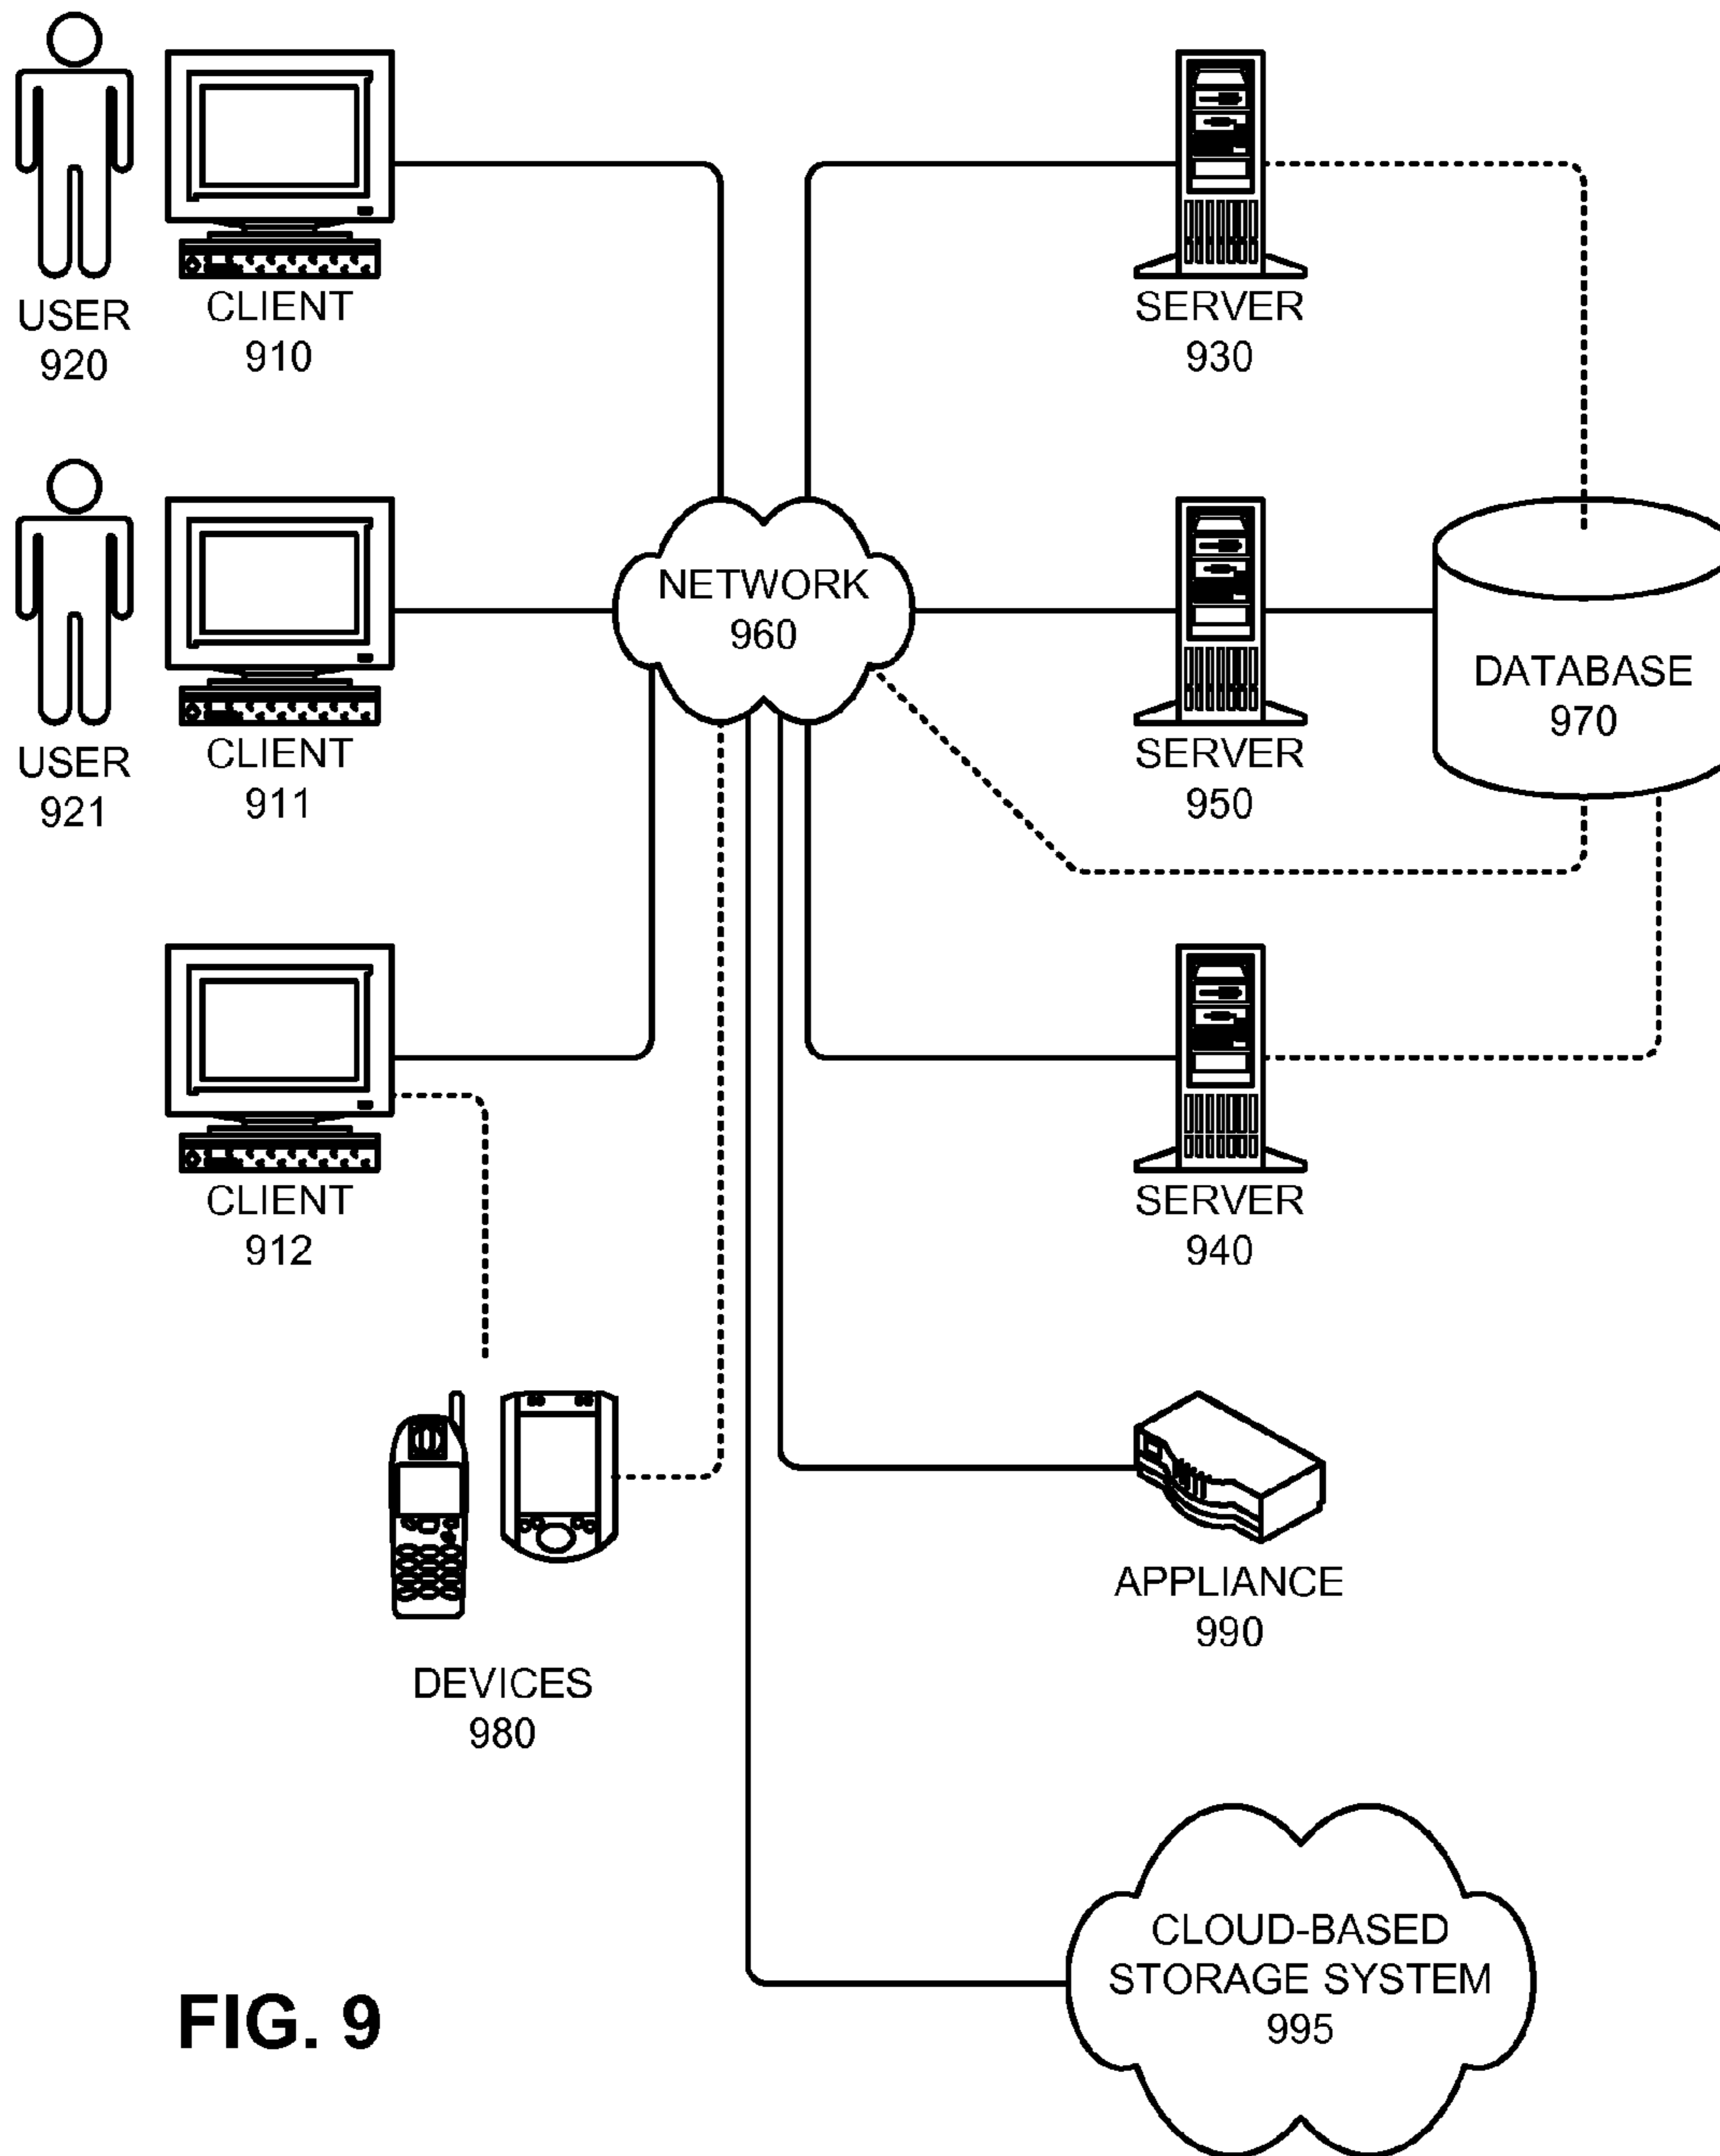 USER
920
CLIENT
910
SERVER
930
USER
921
CLIENT
911
NETWORK
960
SERVER
950
DATABASE
970
CLIENT
912
SERVER
940
DEVICES
980
APPLIANCE
990
CLOUD-BASED
STORAGE SYSTEM
995
FIG. 9